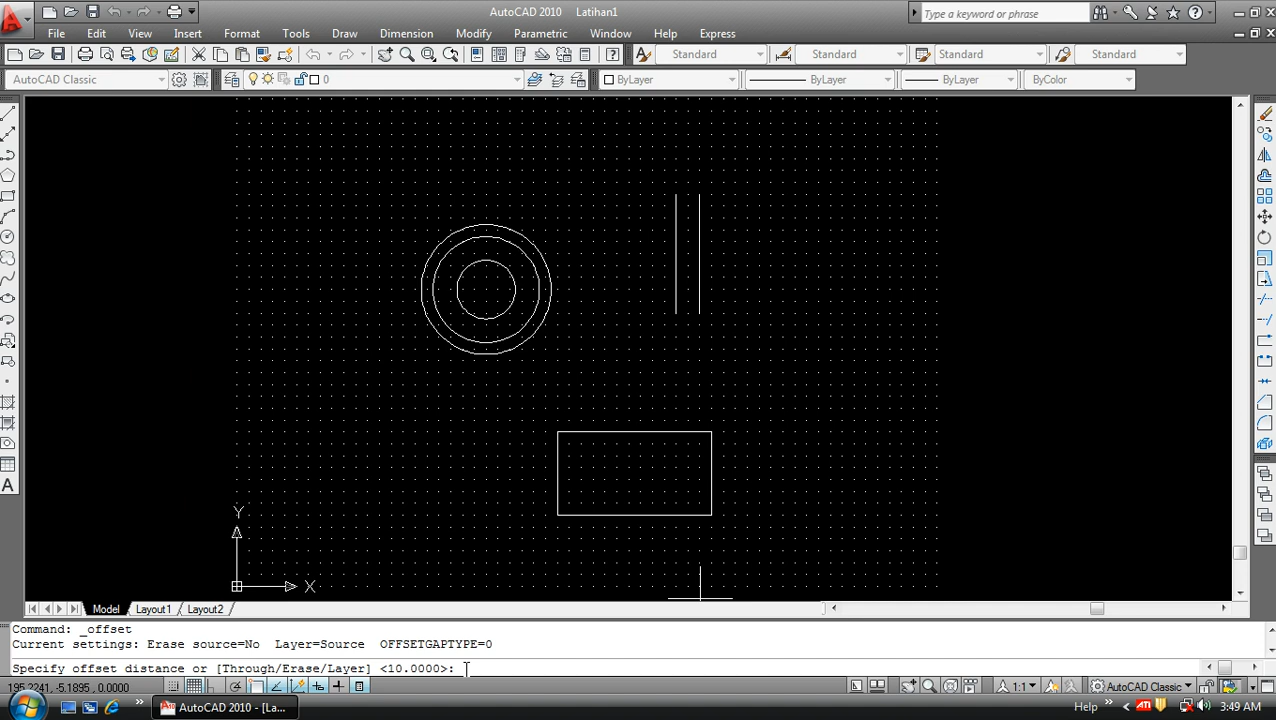 AutoCAD 2010 Latihan1
Type a keyword or phrase
File Edit View Insert Format Tools Draw Dimension Modify Parametric Window Help Express
Standard Standard Standard Standard
AutoCAD Classic 0 ByLayer ByLayer ByLayer ByColor
Y
X
Model Layout1 Layout2
Command: _offset
Current settings: Erase source=No Layer=Source OFFSETGAPTYPE=0
Specify offset distance or [Through/Erase/Layer] <10.0000>:
195.2241, -5.1895, 0.0000 1:1 AutoCAD Classic
AutoCAD 2010 - [La... Help 3:49 AM